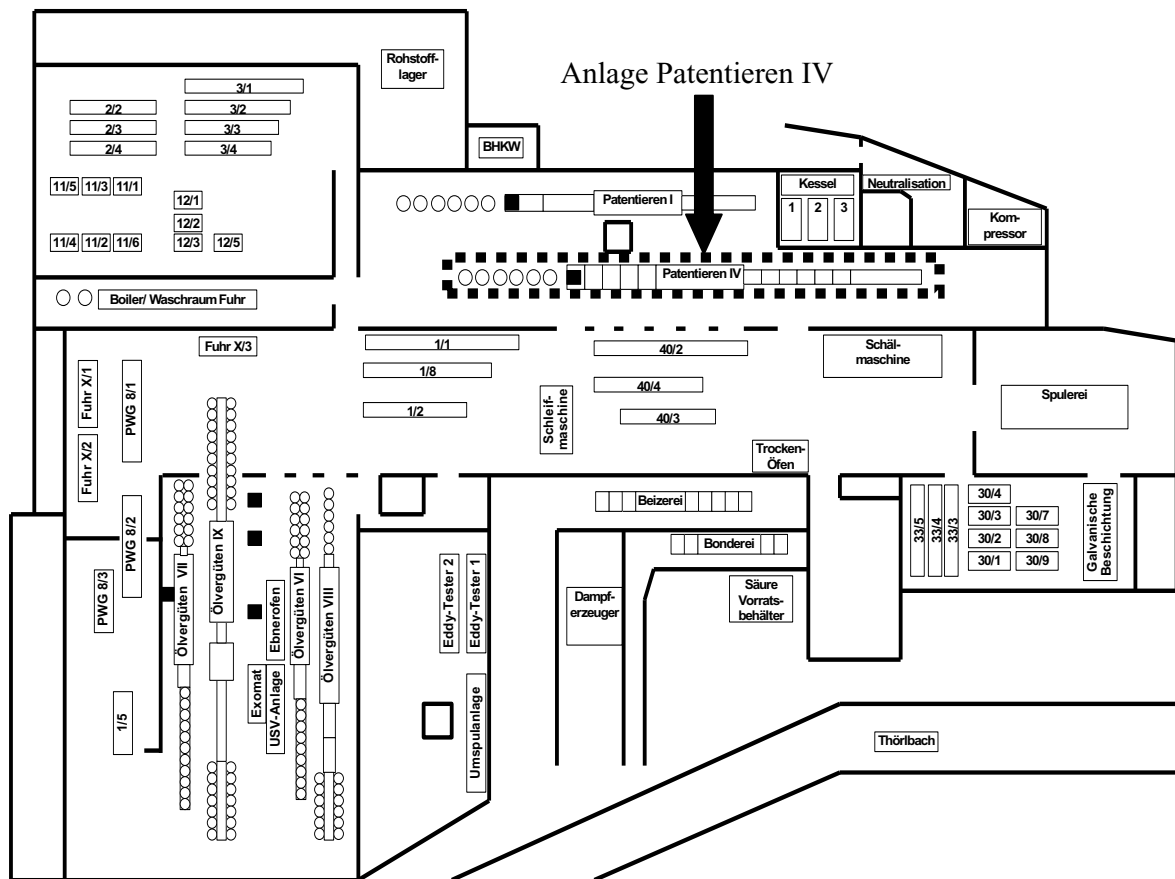 Rohstoff-
lager
Anlage Patentieren IV
3/1
2/2
3/2
2/3
3/3
2/4
3/4
BHKW
11/5
11/3
11/1
12/1
12/2
11/4
11/2
11/6
12/3
12/5
Patentieren I
Kessel
1
2
3
Neutralisation
Kom-
pressor
Patentieren IV
Boiler/ Waschraum Fuhr
Fuhr X/3
1/1
40/2
Schäl-
maschine
1/8
40/4
1/2
40/3
Fuhr X/1
PWG 8/1
Fuhr X/2
Schleif-
maschine
Spulerei
Trocken-
Öfen
Beizerei
Bonderei
33/5
33/4
33/3
30/4
30/3
30/7
30/2
30/8
30/1
30/9
Galvanische
Beschichtung
PWG 8/2
PWG 8/3
Ölvergüten VII
Ölvergüten IX
Ebnerofen
Ölvergüten VI
Ölvergüten VIII
Eddy-Tester 2
Eddy-Tester 1
Dampf-
erzeuger
Säure
Vorrats-
behälter
Exomat
USV-Anlage
1/5
Umspulanlage
Thörlbach